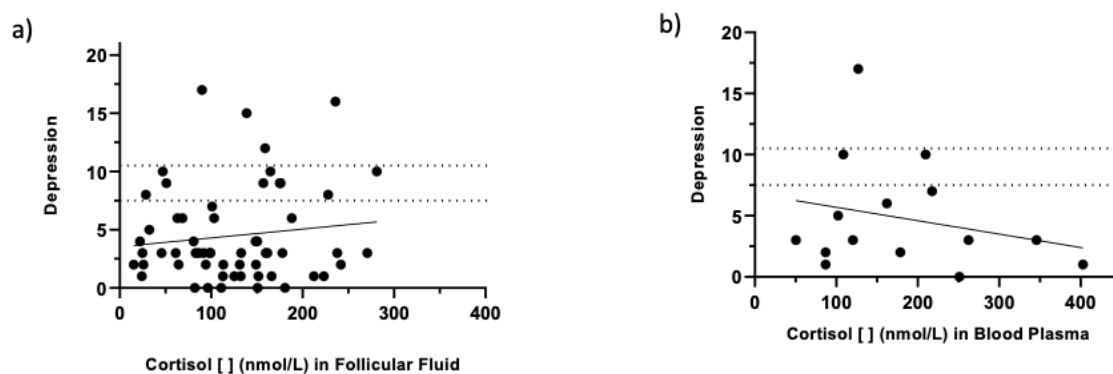 a)
20
15
10
5
0
Depression
0 100 200 300 400
Cortisol [ ] (nmol/L) in Follicular Fluid
b)
20
15
10
5
0
Depression
0 100 200 300 400
Cortisol [ ] (nmol/L) in Blood Plasma